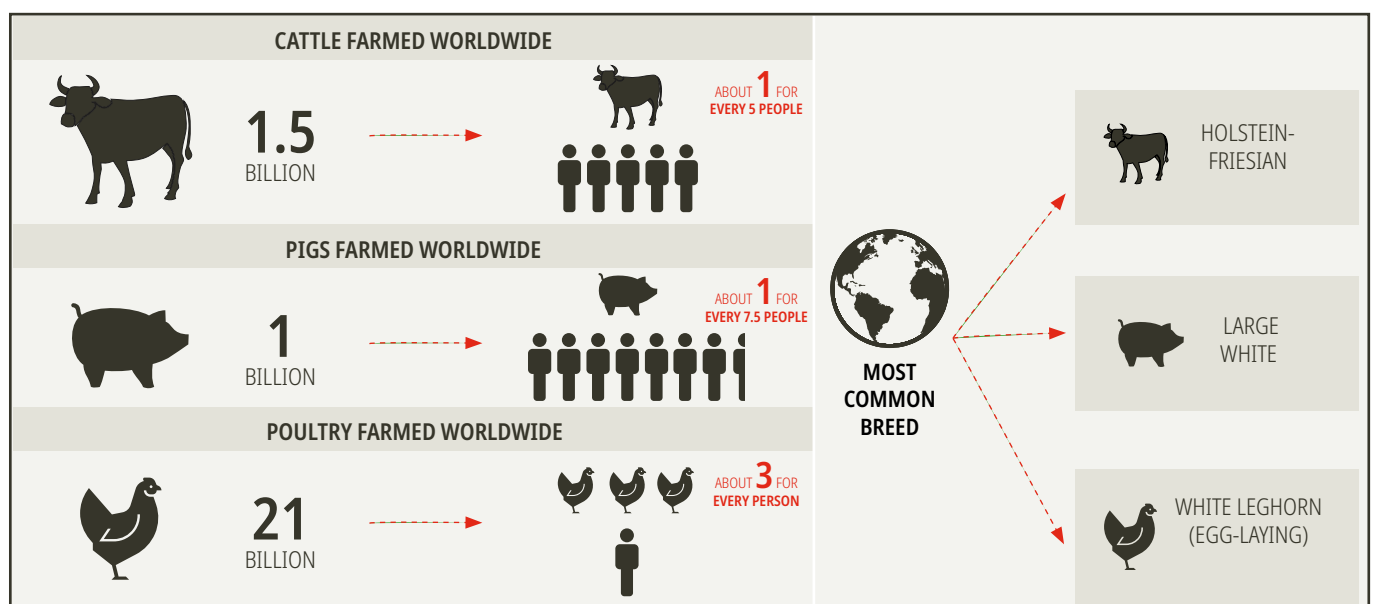 CATTLE FARMED WORLDWIDE
1.5
BILLION
ABOUT 1 FOR
EVERY 5 PEOPLE
PIGS FARMED WORLDWIDE
1
BILLION
ABOUT 1 FOR
EVERY 7.5 PEOPLE
POULTRY FARMED WORLDWIDE
21
BILLION
ABOUT 3 FOR
EVERY PERSON
MOST
COMMON
BREED
HOLSTEIN-
FRIESIAN
LARGE
WHITE
WHITE LEGHORN
(EGG-LAYING)